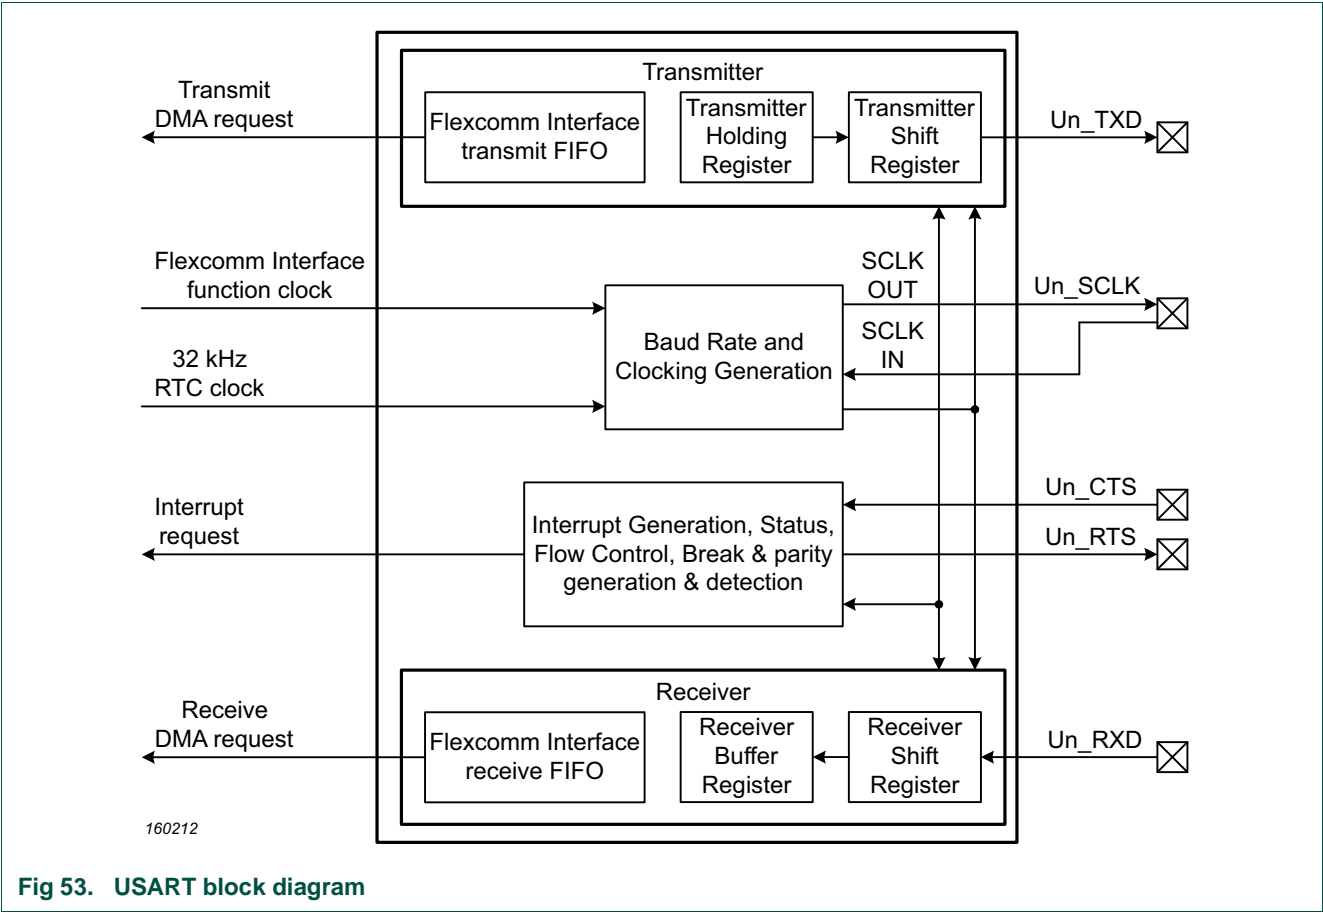 Transmitter
Transmit
DMA request
Flexcomm Interface
transmit FIFO
Transmitter
Holding
Register
Transmitter
Shift
Register
Un_TXD
Flexcomm Interface
function clock
32 kHz
RTC clock
Baud Rate and
Clocking Generation
SCLK
OUT
SCLK
IN
Un_SCLK
Interrupt
request
Interrupt Generation, Status,
Flow Control, Break & parity
generation & detection
Un_CTS
Un_RTS
Receiver
Receive
DMA request
Flexcomm Interface
receive FIFO
Receiver
Buffer
Register
Receiver
Shift
Register
Un_RXD
160212
Fig 53. USART block diagram